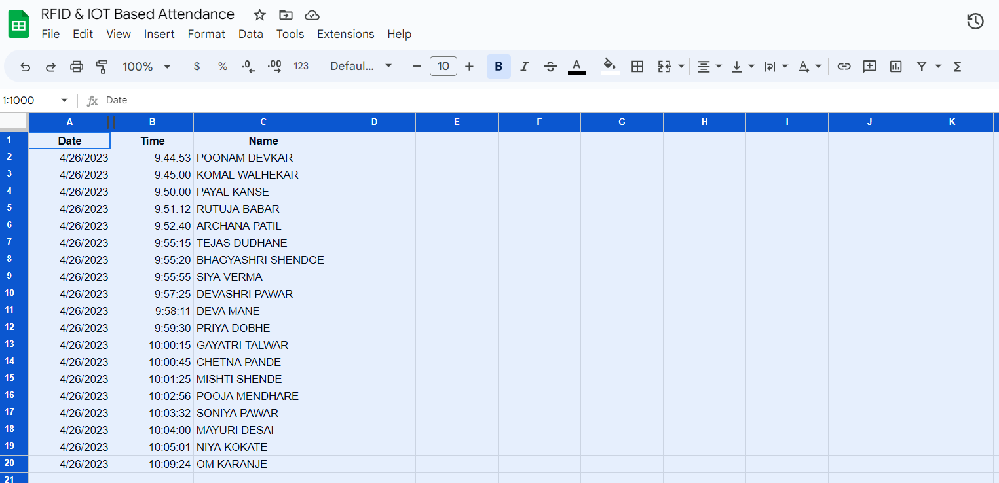 RFID & IOT Based Attendance
File Edit View Insert Format Data Tools Extensions Help
100% $ % .0 .00 123 Defaul... 10 B I A A
1:1000 fx Date
A B C D E F G H I J K
1 Date Time Name
2 4/26/2023 9:44:53 POONAM DEVKAR
3 4/26/2023 9:45:00 KOMAL WALHEKAR
4 4/26/2023 9:50:00 PAYAL KANSE
5 4/26/2023 9:51:12 RUTUJA BABAR
6 4/26/2023 9:52:40 ARCHANA PATIL
7 4/26/2023 9:55:15 TEJAS DUDHANE
8 4/26/2023 9:55:20 BHAGYASHRI SHENDGE
9 4/26/2023 9:55:55 SIYA VERMA
10 4/26/2023 9:57:25 DEVASHRI PAWAR
11 4/26/2023 9:58:11 DEVA MANE
12 4/26/2023 9:59:30 PRIYA DOBHE
13 4/26/2023 10:00:15 GAYATRI TALWAR
14 4/26/2023 10:00:45 CHETNA PANDE
15 4/26/2023 10:01:25 MISHTI SHENDE
16 4/26/2023 10:02:56 POOJA MENDHARE
17 4/26/2023 10:03:32 SONIYA PAWAR
18 4/26/2023 10:04:00 MAYURI DESAI
19 4/26/2023 10:05:01 NIYA KOKATE
20 4/26/2023 10:09:24 OM KARANJE
21